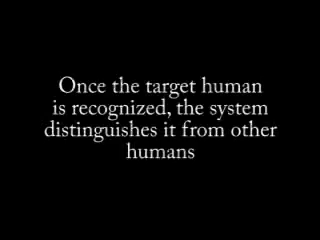 Once the target human
is recognized, the system
distinguishes it from other
humans